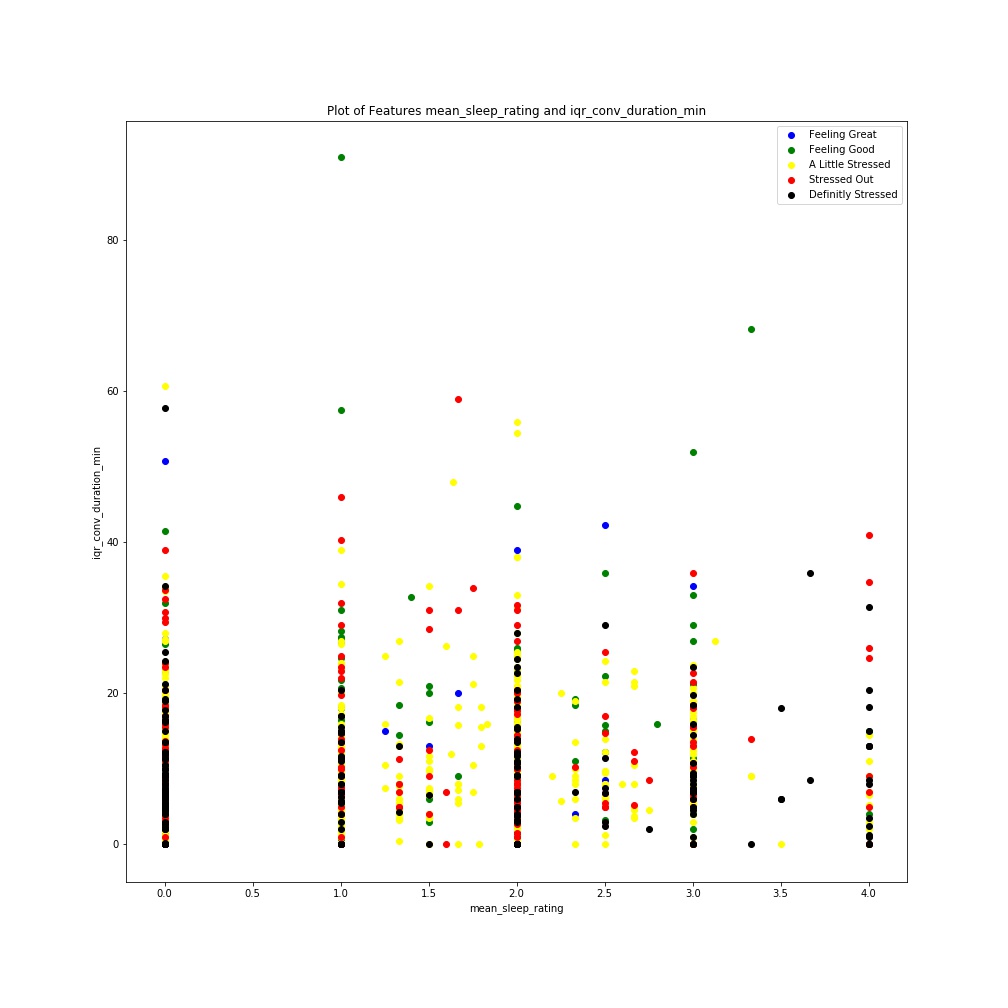 Plot of Features mean_sleep_rating and iqr_conv_duration_min
Feeling Great
Feeling Good
A Little Stressed
Stressed Out
Definitly Stressed
iqr_conv_duration_min
80
60
40
20
0
0.0 0.5 1.0 1.5 2.0 2.5 3.0 3.5 4.0
mean_sleep_rating